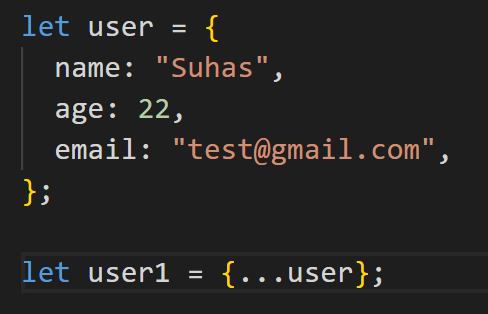 let user = {
  name: "Suhas",
  age: 22,
  email: "test@gmail.com",
};
let user1 = {...user};